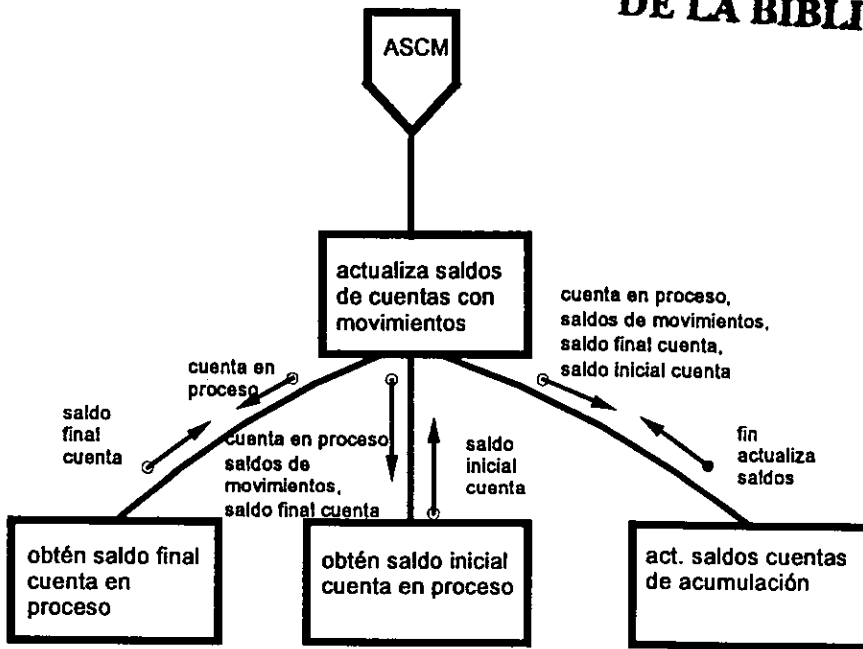 DE LA BIBLI
ASCM
actualiza saldos
de cuentas con
movimientos
cuenta en proceso,
saldos de movimientos,
saldo final cuenta,
saldo inicial cuenta
cuenta en
proceso
saldo
final
cuenta
cuenta en proceso
saldos de
movimientos,
saldo final cuenta
saldo
inicial
cuenta
fin
actualiza
saldos
obtén saldo final
cuenta en
proceso
obtén saldo inicial
cuenta en proceso
act. saldos cuentas
de acumulación